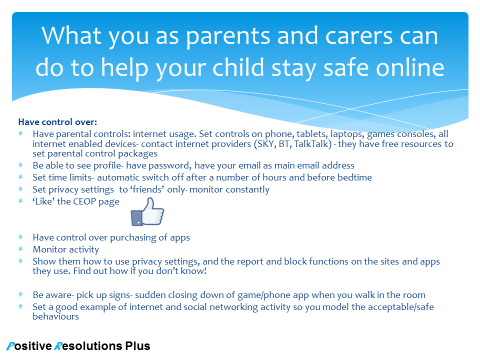 What you as parents and carers can
do to help your child stay safe online
Have control over:
* Have parental controls: internet usage. Set controls on phone, tablets, laptops, games consoles, all
internet enabled devices- contact internet providers (SKY, BT, TalkTalk) - they have free resources to
set parental control packages
* Be able to see profile- have password, have your email as main email address
* Set time limits- automatic switch off after a number of hours and before bedtime
* Set privacy settings to ‘friends’ only- monitor constantly
* ‘Like’ the CEOP page
* Have control over purchasing of apps
* Monitor activity
* Show them how to use privacy settings, and the report and block functions on the sites and apps
they use. Find out how if you don’t know!
* Be aware- pick up signs- sudden closing down of game/phone app when you walk in the room
* Set a good example of internet and social networking activity so you model the acceptable/safe
behaviours
Positive Resolutions Plus